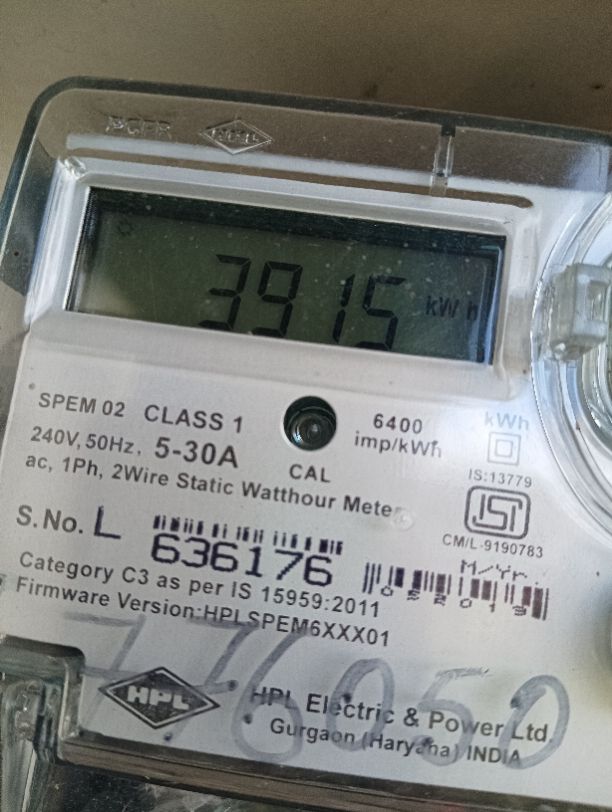 3915 kWh
SPEM 02 CLASS 1
6400
imp/kWh
kWh
240V, 50Hz, 5-30A
CAL
IS:13779
ac, 1Ph, 2Wire Static Watthour Meter
ISI
CM/L-9190783
S.No. L 636176
M/Yr.
Category C3 as per IS 15959:2011
Firmware Version:HPLSPEM6XXX01
776050
HPL
HPL Electric & Power Ltd.
Gurgaon (Haryana) INDIA